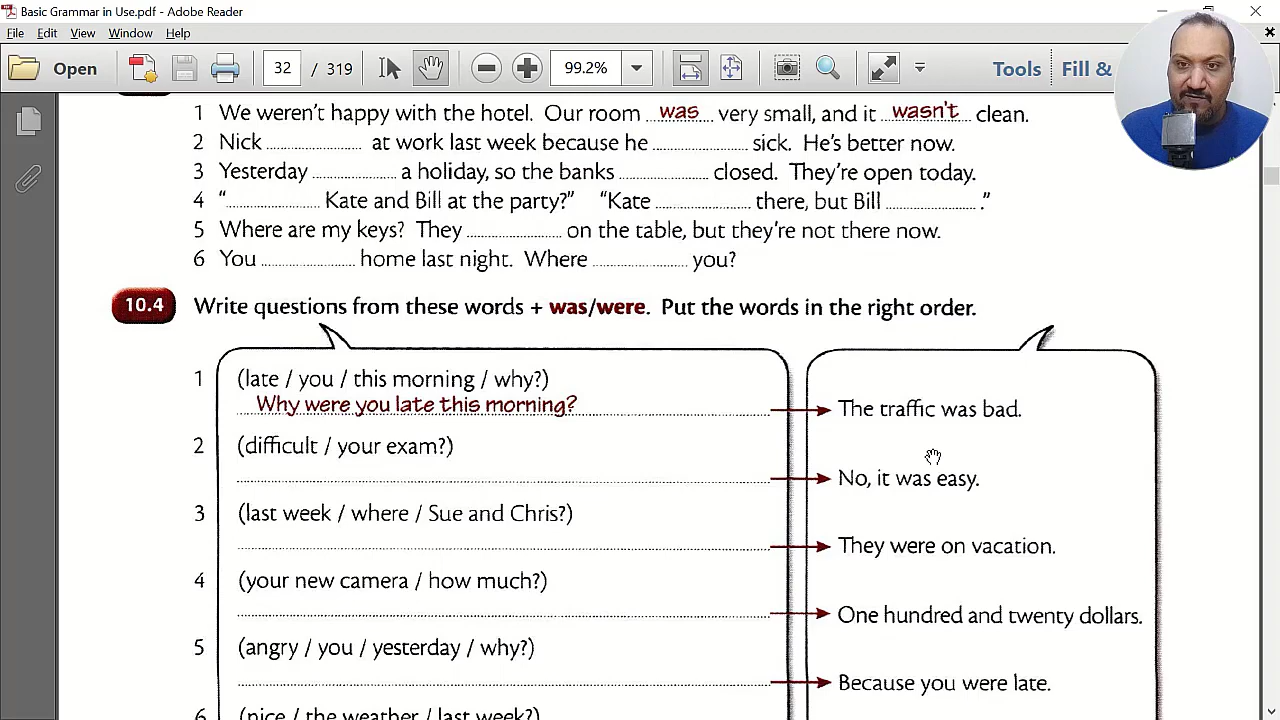 Basic Grammar in Use.pdf - Adobe Reader
File Edit View Window Help
Open 32 / 319 99.2% Tools Fill &
1 We weren't happy with the hotel. Our room was very small, and it wasn't clean.
2 Nick ............ at work last week because he ............ sick. He's better now.
3 Yesterday ............ a holiday, so the banks ............ closed. They're open today.
4 "............ Kate and Bill at the party?" "Kate ............ there, but Bill ............ ."
5 Where are my keys? They ............ on the table, but they're not there now.
6 You ............ home last night. Where ............ you?
10.4 Write questions from these words + was/were. Put the words in the right order.
1 (late / you / this morning / why?)
Why were you late this morning? The traffic was bad.
2 (difficult / your exam?)
No, it was easy.
3 (last week / where / Sue and Chris?)
They were on vacation.
4 (your new camera / how much?)
One hundred and twenty dollars.
5 (angry / you / yesterday / why?)
Because you were late.
6 (nice / the weather / last week?)